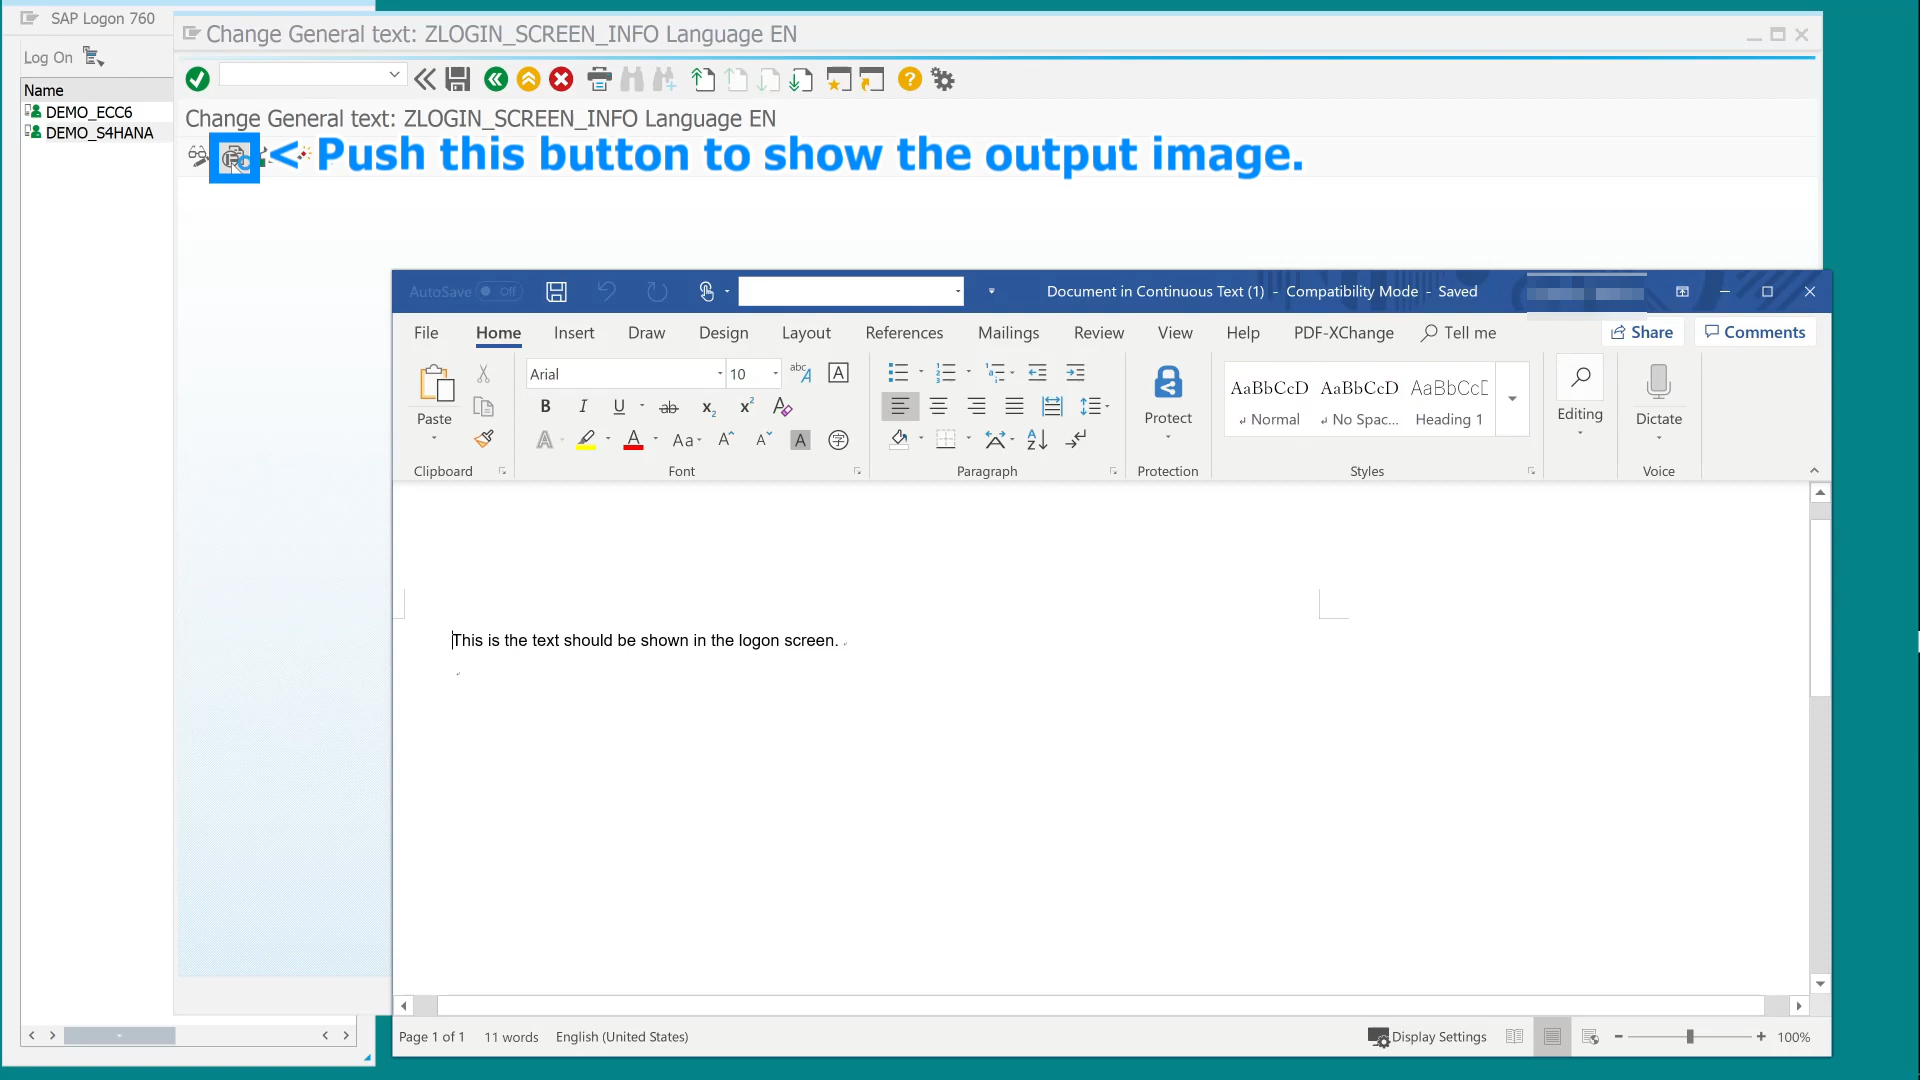 SAP Logon 760
Log On
Name
DEMO_ECC6
DEMO_S4HANA
Change General text: ZLOGIN_SCREEN_INFO Language EN
Change General text: ZLOGIN_SCREEN_INFO Language EN
< Push this button to show the output image.
AutoSave Off
Document in Continuous Text (1) - Compatibility Mode - Saved
File Home Insert Draw Design Layout References Mailings Review View Help PDF-XChange Tell me Share Comments
Paste
Clipboard
Arial 10
B I U ab x₂ x²
A A Aa A A A 字
Font
Paragraph
Protect
Protection
AaBbCcD AaBbCcD AaBbCcD
Normal No Spac... Heading 1
Styles
Editing
Dictate
Voice
This is the text should be shown in the logon screen.
Page 1 of 1 11 words English (United States) Display Settings 100%